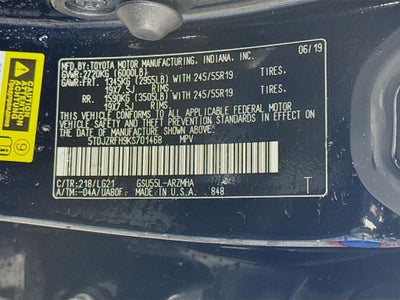 MFD.BY:TOYOTA MOTOR MANUFACTURING, INDIANA, INC. 06/19
GVWR:2720KG(6000LB)
GAWR:FRT. 1345KG(2955LB)WITH 245/55R19 TIRES,
19X7.5J RIMS,
RR. 1590KG(3505LB)WITH 245/55R19 TIRES,
19X7.5J RIMS,
THIS VEHICLE CONFORMS TO ALL APPLICABLE FEDERAL MOTOR
VEHICLE SAFETY AND THEFT PREVENTION STANDARDS IN
EFFECT ON THE DATE OF MANUFACTURE SHOWN ABOVE.
5TDJZRFH9KS701468 MPV
C/TR:218/LG21 GSU55L-ARZMHA T
A/TM:-04A/UA80F MADE IN U.S.A. 848
CAUTION